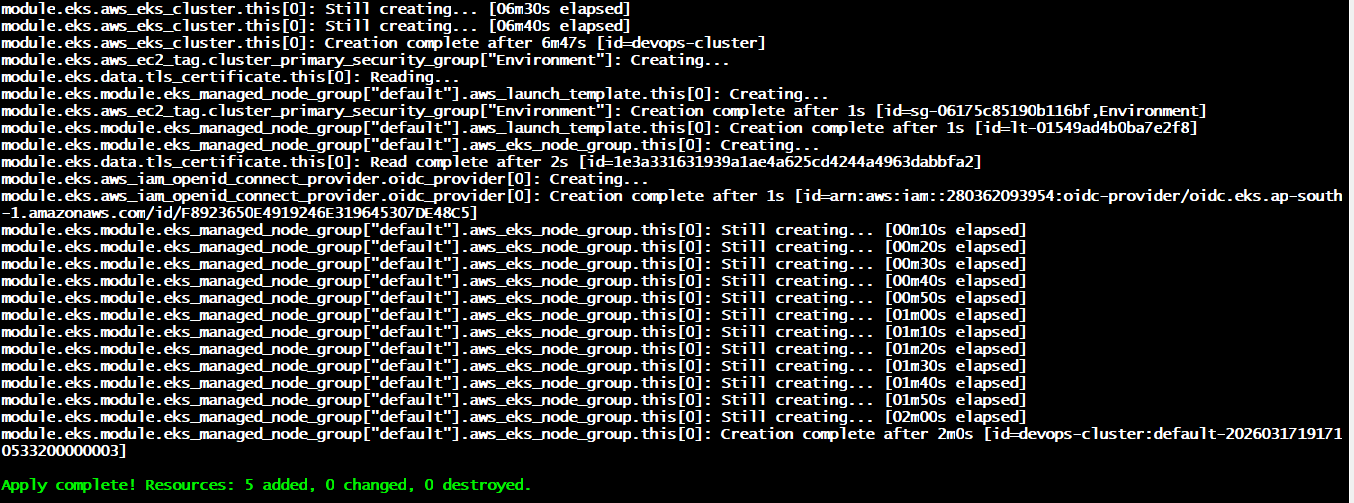 module.eks.aws_eks_cluster.this[0]: Still creating... [06m30s elapsed]
module.eks.aws_eks_cluster.this[0]: Still creating... [06m40s elapsed]
module.eks.aws_eks_cluster.this[0]: Creation complete after 6m47s [id=devops-cluster]
module.eks.aws_ec2_tag.cluster_primary_security_group["Environment"]: Creating...
module.eks.data.tls_certificate.this[0]: Reading...
module.eks.module.eks_managed_node_group["default"].aws_launch_template.this[0]: Creating...
module.eks.aws_ec2_tag.cluster_primary_security_group["Environment"]: Creation complete after 1s [id=sg-06175c85190b116bf,Environment]
module.eks.module.eks_managed_node_group["default"].aws_launch_template.this[0]: Creation complete after 1s [id=lt-01549ad4b0ba7e2f8]
module.eks.module.eks_managed_node_group["default"].aws_eks_node_group.this[0]: Creating...
module.eks.data.tls_certificate.this[0]: Read complete after 2s [id=1e3a331631939a1ae4a625cd4244a4963dabbfa2]
module.eks.aws_iam_openid_connect_provider.oidc_provider[0]: Creating...
module.eks.aws_iam_openid_connect_provider.oidc_provider[0]: Creation complete after 1s [id=arn:aws:iam::280362093954:oidc-provider/oidc.eks.ap-south
-1.amazonaws.com/id/F8923650E4919246E319645307DE48C5]
module.eks.module.eks_managed_node_group["default"].aws_eks_node_group.this[0]: Still creating... [00m10s elapsed]
module.eks.module.eks_managed_node_group["default"].aws_eks_node_group.this[0]: Still creating... [00m20s elapsed]
module.eks.module.eks_managed_node_group["default"].aws_eks_node_group.this[0]: Still creating... [00m30s elapsed]
module.eks.module.eks_managed_node_group["default"].aws_eks_node_group.this[0]: Still creating... [00m40s elapsed]
module.eks.module.eks_managed_node_group["default"].aws_eks_node_group.this[0]: Still creating... [00m50s elapsed]
module.eks.module.eks_managed_node_group["default"].aws_eks_node_group.this[0]: Still creating... [01m00s elapsed]
module.eks.module.eks_managed_node_group["default"].aws_eks_node_group.this[0]: Still creating... [01m10s elapsed]
module.eks.module.eks_managed_node_group["default"].aws_eks_node_group.this[0]: Still creating... [01m20s elapsed]
module.eks.module.eks_managed_node_group["default"].aws_eks_node_group.this[0]: Still creating... [01m30s elapsed]
module.eks.module.eks_managed_node_group["default"].aws_eks_node_group.this[0]: Still creating... [01m40s elapsed]
module.eks.module.eks_managed_node_group["default"].aws_eks_node_group.this[0]: Still creating... [01m50s elapsed]
module.eks.module.eks_managed_node_group["default"].aws_eks_node_group.this[0]: Still creating... [02m00s elapsed]
module.eks.module.eks_managed_node_group["default"].aws_eks_node_group.this[0]: Creation complete after 2m0s [id=devops-cluster:default-2026031719171
0533200000003]
Apply complete! Resources: 5 added, 0 changed, 0 destroyed.